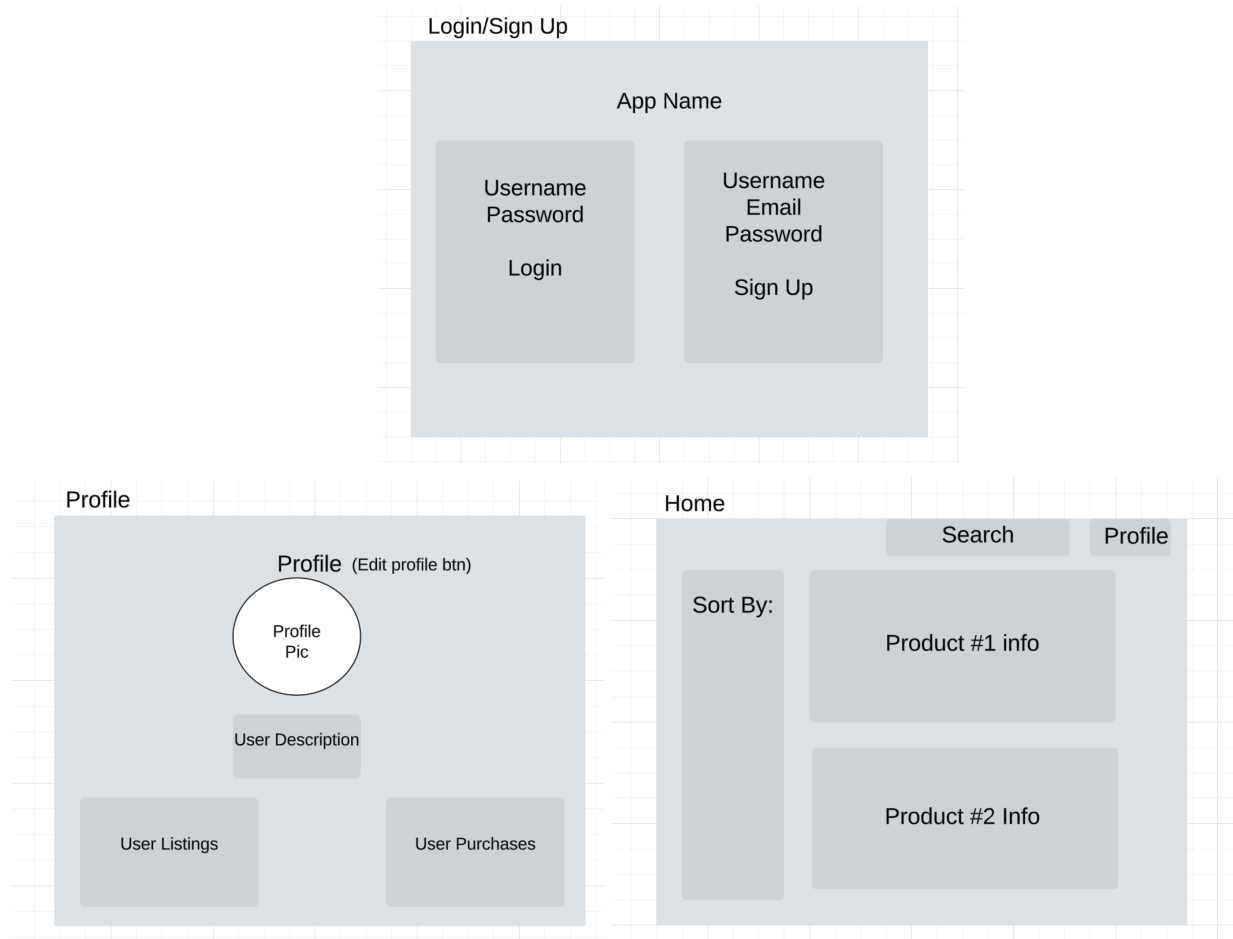 Login/Sign Up
App Name
Username
Password
Login
Username
Email
Password
Sign Up
Profile
Profile (Edit profile btn)
Profile
Pic
User Description
User Listings
User Purchases
Home
Search
Profile
Sort By:
Product #1 info
Product #2 Info